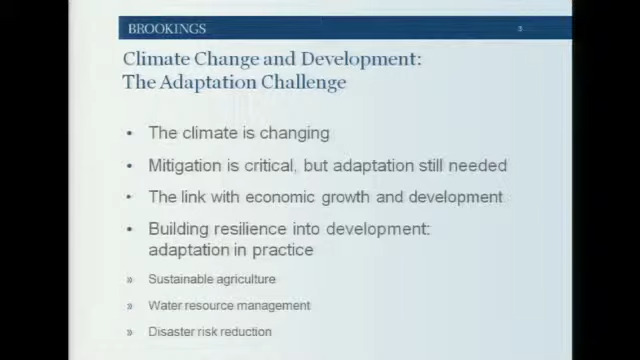 BROOKINGS
3
Climate Change and Development:
The Adaptation Challenge
• The climate is changing
• Mitigation is critical, but adaptation still needed
• The link with economic growth and development
• Building resilience into development:
adaptation in practice
» Sustainable agriculture
» Water resource management
» Disaster risk reduction